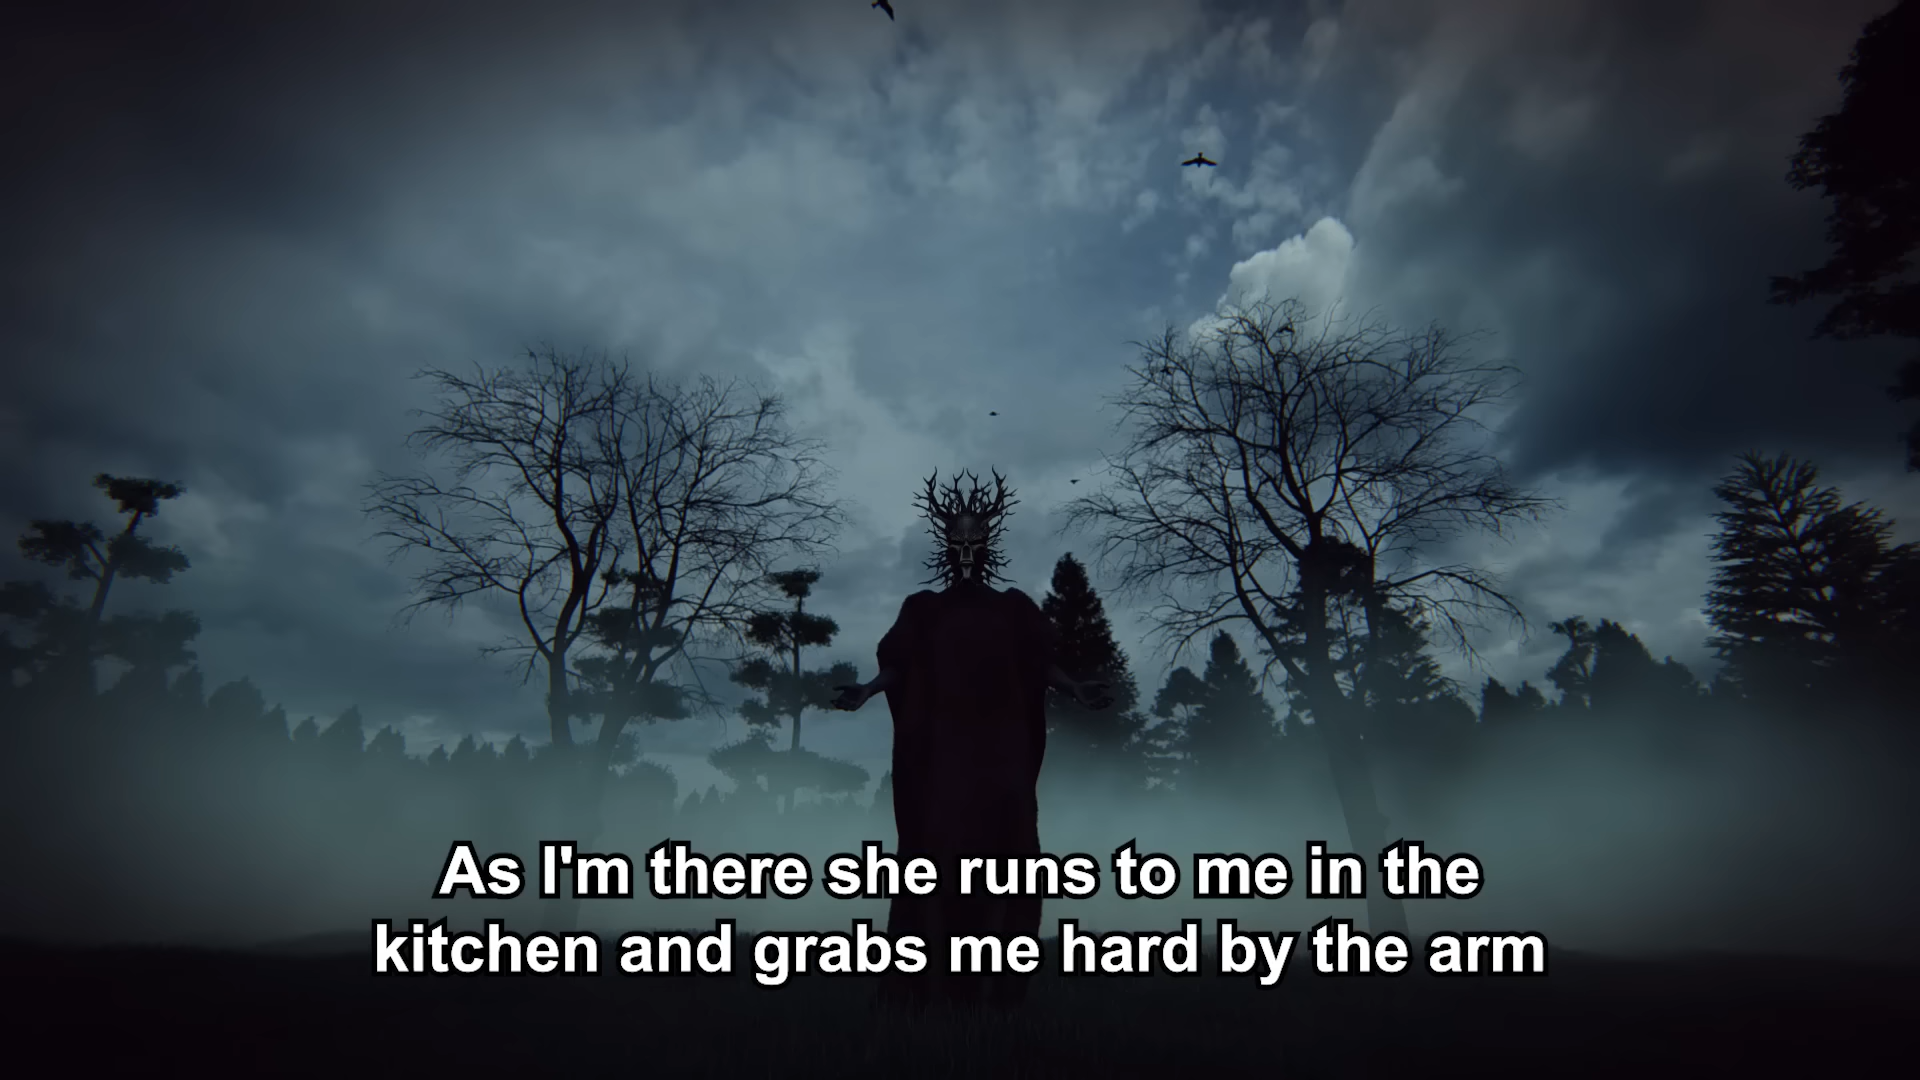 As I'm there she runs to me in the
kitchen and grabs me hard by the arm